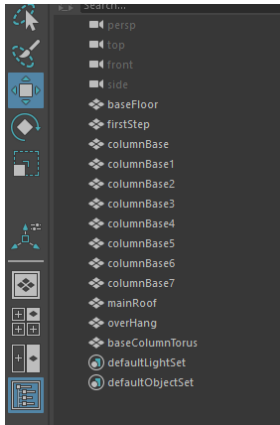 Search...
persp
top
front
side
baseFloor
firstStep
columnBase
columnBase1
columnBase2
columnBase3
columnBase4
columnBase5
columnBase6
columnBase7
mainRoof
overHang
baseColumnTorus
defaultLightSet
defaultObjectSet